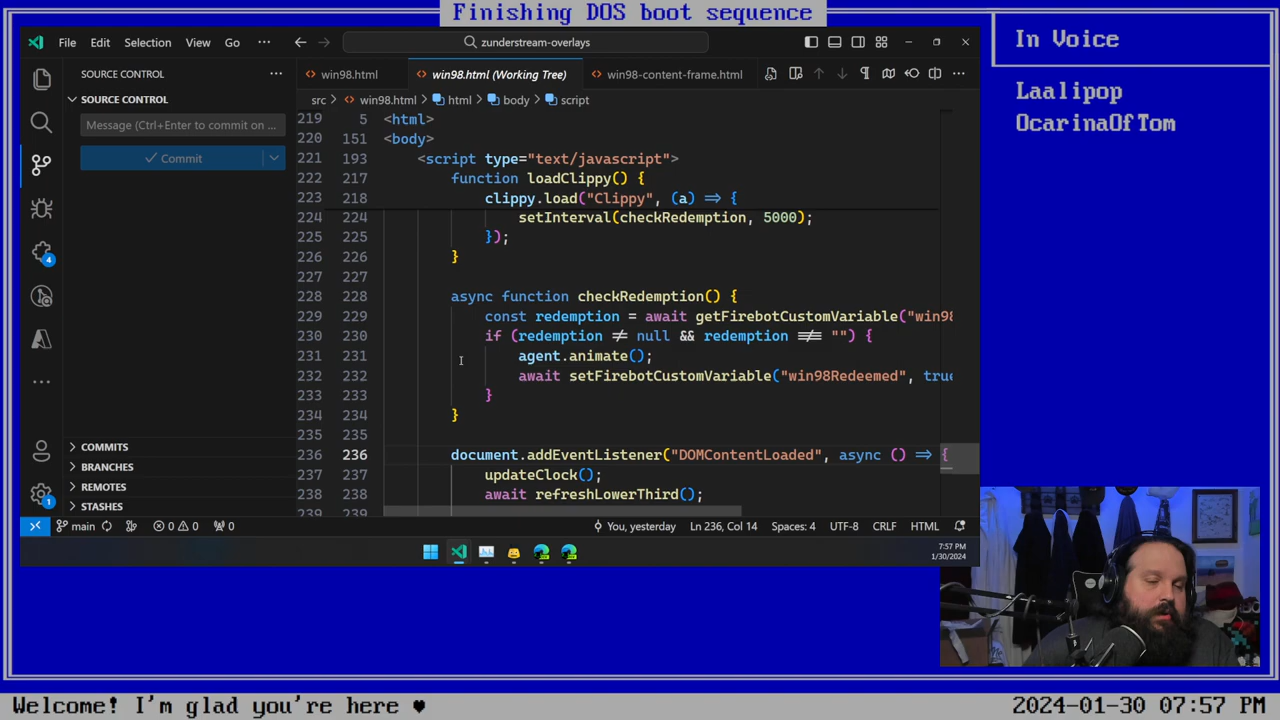 Finishing DOS boot sequence
In Voice
Laalipop
OcarinaOfTom
File Edit Selection View Go ··· zunderstream-overlays
SOURCE CONTROL ···
win98.html win98.html (Working Tree) win98-content-frame.html ···
SOURCE CONTROL
src > win98.html > html > body > script
Message (Ctrl+Enter to commit on ...
Commit
219 5 <html>
220 151 <body>
221 193 <script type="text/javascript">
222 217 function loadClippy() {
223 218 clippy.load("Clippy", (a) => {
224 224 setInterval(checkRedemption, 5000);
225 225 });
226 226 }
227 227
228 228 async function checkRedemption() {
229 229 const redemption = await getFirebotCustomVariable("win98
230 230 if (redemption ≠ null && redemption !== "") {
231 231 agent.animate();
232 232 await setFirebotCustomVariable("win98Redeemed", true
233 233 }
234 234 }
235 235
236 236 document.addEventListener("DOMContentLoaded", async () => {
237 237 updateClock();
238 238 await refreshLowerThird();
239 239
COMMITS
BRANCHES
REMOTES
STASHES
4
1
main 0 0 0 You, yesterday Ln 236, Col 14 Spaces: 4 UTF-8 CRLF HTML
7:57 PM
1/30/2024
Welcome! I'm glad you're here ♥ 2024-01-30 07:57 PM